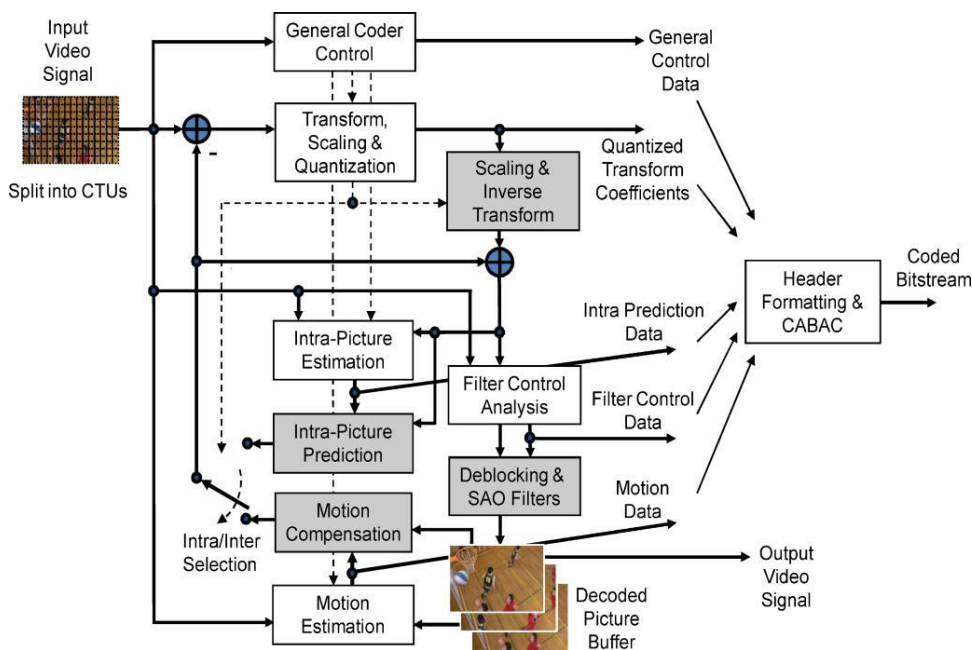 Input
Video
Signal
Split into CTUs
General Coder
Control
General
Control
Data
Transform,
Scaling &
Quantization
-
Quantized
Transform
Coefficients
Scaling &
Inverse
Transform
Header
Formatting &
CABAC
Coded
Bitstream
Intra-Picture
Estimation
Intra Prediction
Data
Filter Control
Analysis
Filter Control
Data
Intra-Picture
Prediction
Deblocking &
SAO Filters
Motion
Compensation
Motion
Data
Intra/Inter
Selection
Output
Video
Signal
Motion
Estimation
Decoded
Picture
Buffer